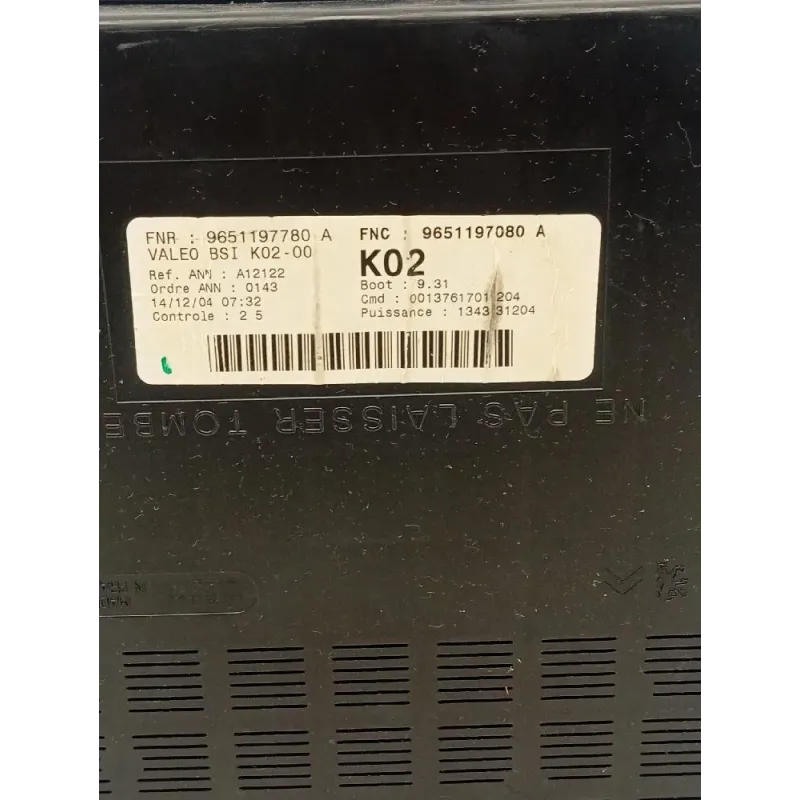 FNR : 9651197780 A FNC : 9651197080 A
VALEO BSI K02-00 K02
Ref. ANN : A12122 Boot : 9.31
Ordre ANN : 0143 Cmd : 0013761701 204
14/12/04 07:32 Puissance : 1343 31204
Controle : 2 5
NE PAS LAISSER TOMBE